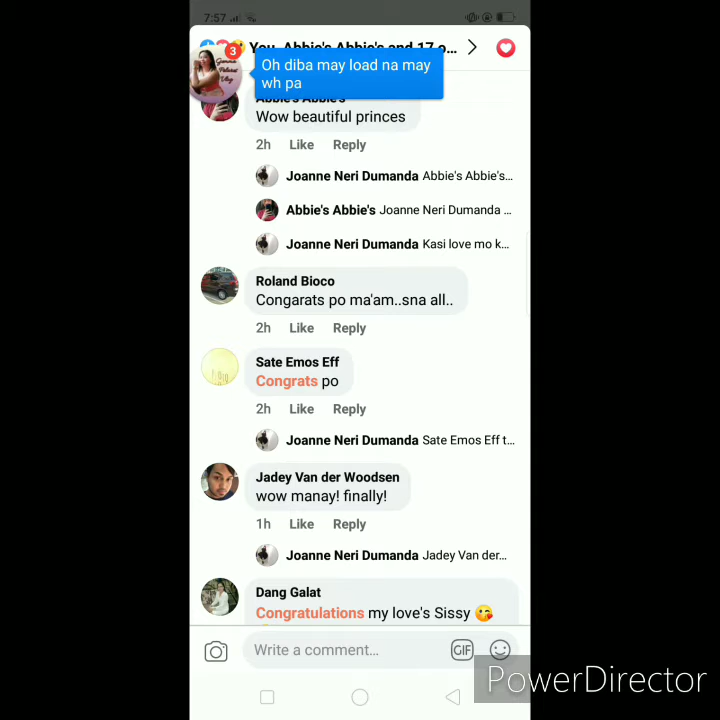 7:57
You, Abbie's Abbie's and 17 o...
3
Oh diba may load na may
wh pa
Abbie's Abbie's
Wow beautiful princes
2h Like Reply
Joanne Neri Dumanda Abbie's Abbie's...
Abbie's Abbie's Joanne Neri Dumanda ...
Joanne Neri Dumanda Kasi love mo k...
Roland Bioco
Congarats po ma'am..sna all..
2h Like Reply
Sate Emos Eff
Congrats po
2h Like Reply
Joanne Neri Dumanda Sate Emos Eff t...
Jadey Van der Woodsen
wow manay! finally!
1h Like Reply
Joanne Neri Dumanda Jadey Van der...
Dang Galat
Congratulations my love's Sissy 😘
Write a comment...
GIF
PowerDirector